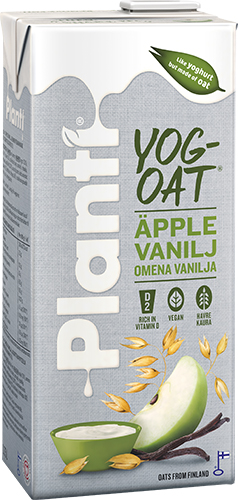 Like yoghurt
but made of
oat
Planti®
YOG-
OAT®
ÄPPLE
VANILJ
OMENA VANILJA
D2
RICH IN
VITAMIN D
VEGAN
HAVRE
KAURA
OATS FROM FINLAND